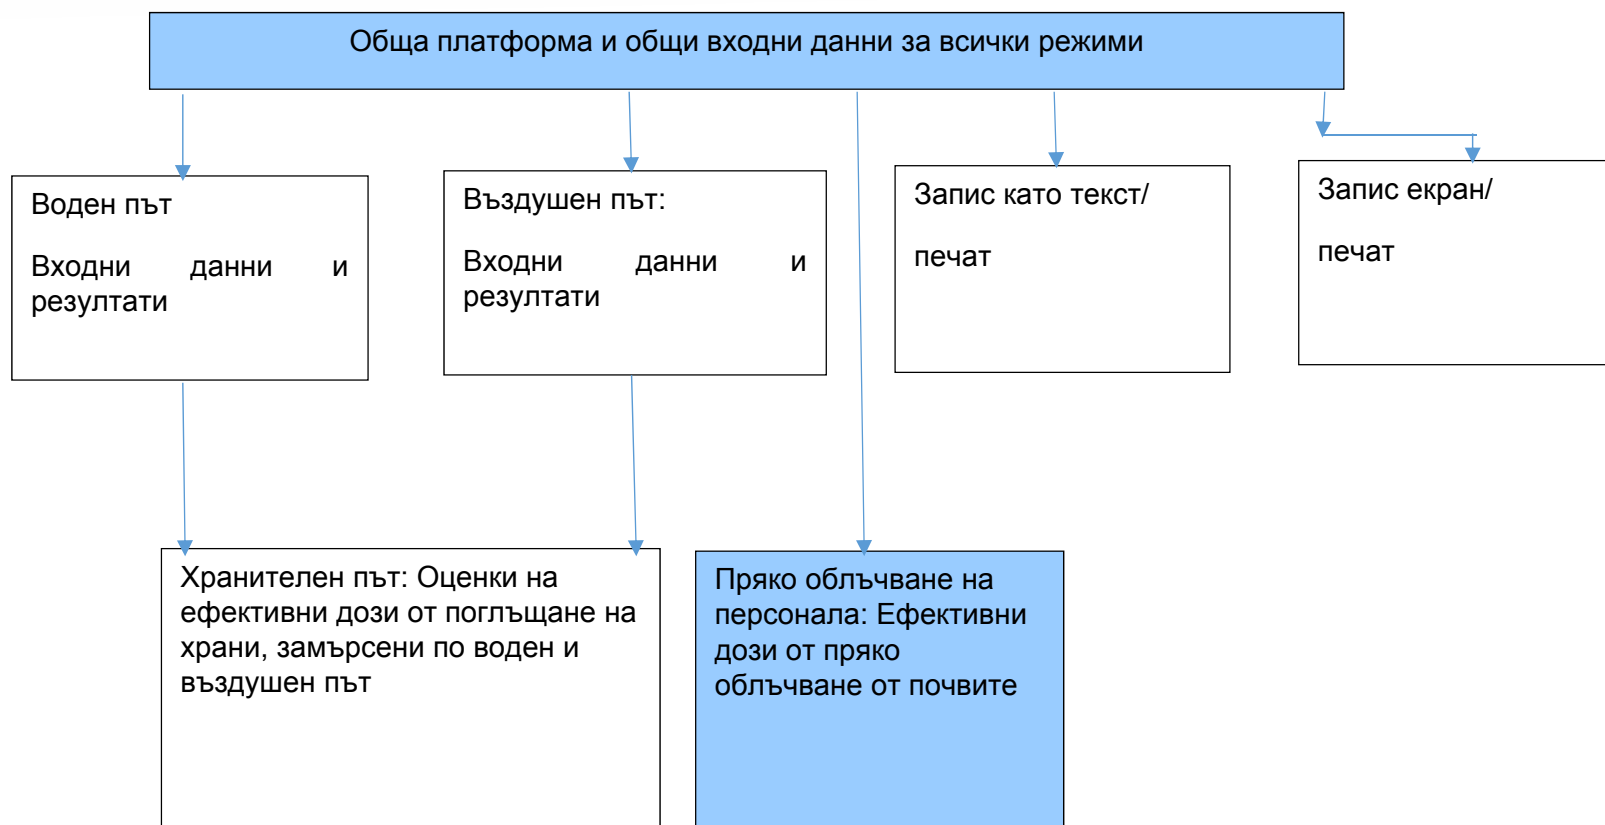 Обща платформа и общи входни данни за всички режими
Воден път
Входни данни и
резултати
Въздушен път:
Входни данни и
резултати
Запис като текст/
печат
Запис екран/
печат
Хранителен път: Оценки на
ефективни дози от поглъщане на
храни, замърсени по воден и
въздушен път
Пряко облъчване на
персонала: Ефективни
дози от пряко
облъчване от почвите